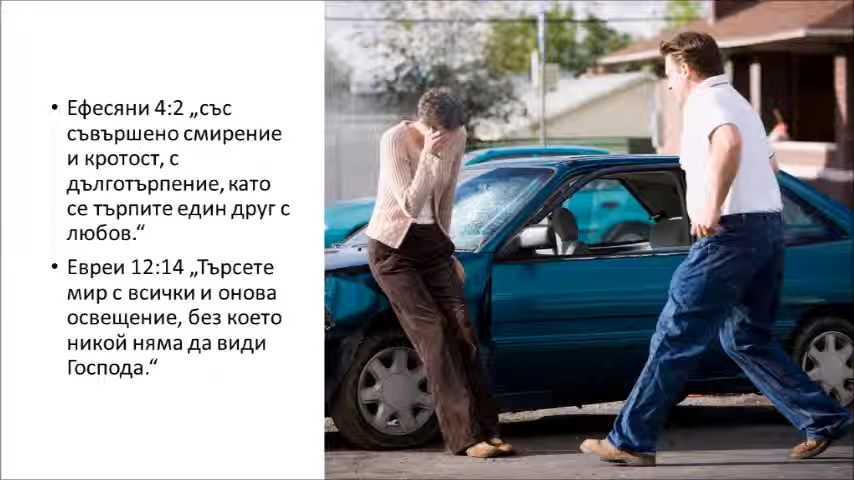 • Ефесяни 4:2 „със
съвършено смирение
и кротост, с
дълготърпение, като
се търпите един друг с
любов.“
• Евреи 12:14 „Търсете
мир с всички и онова
освещение, без което
никой няма да види
Господа.“